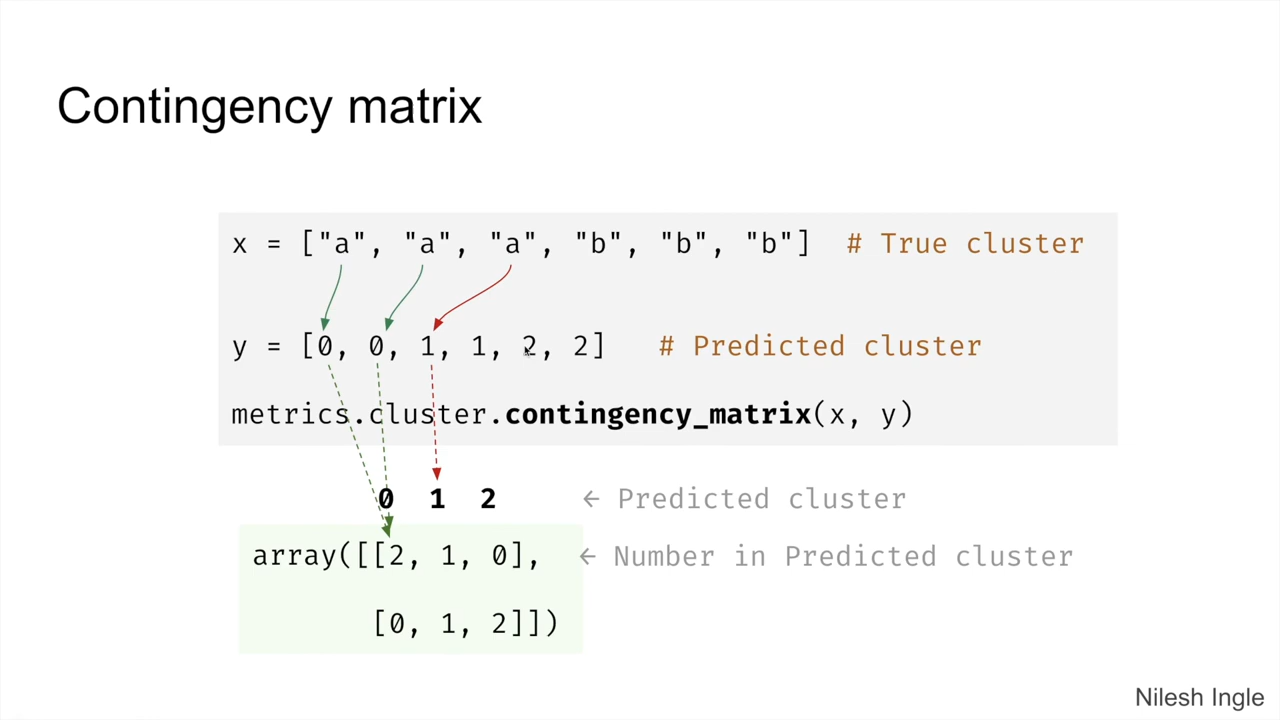 Contingency matrix
x = ["a", "a", "a", "b", "b", "b"]  # True cluster
y = [0, 0, 1, 1, 2, 2]   # Predicted cluster
metrics.cluster.contingency_matrix(x, y)
0 1 2 ← Predicted cluster
array([[2, 1, 0], ← Number in Predicted cluster
[0, 1, 2]])
Nilesh Ingle